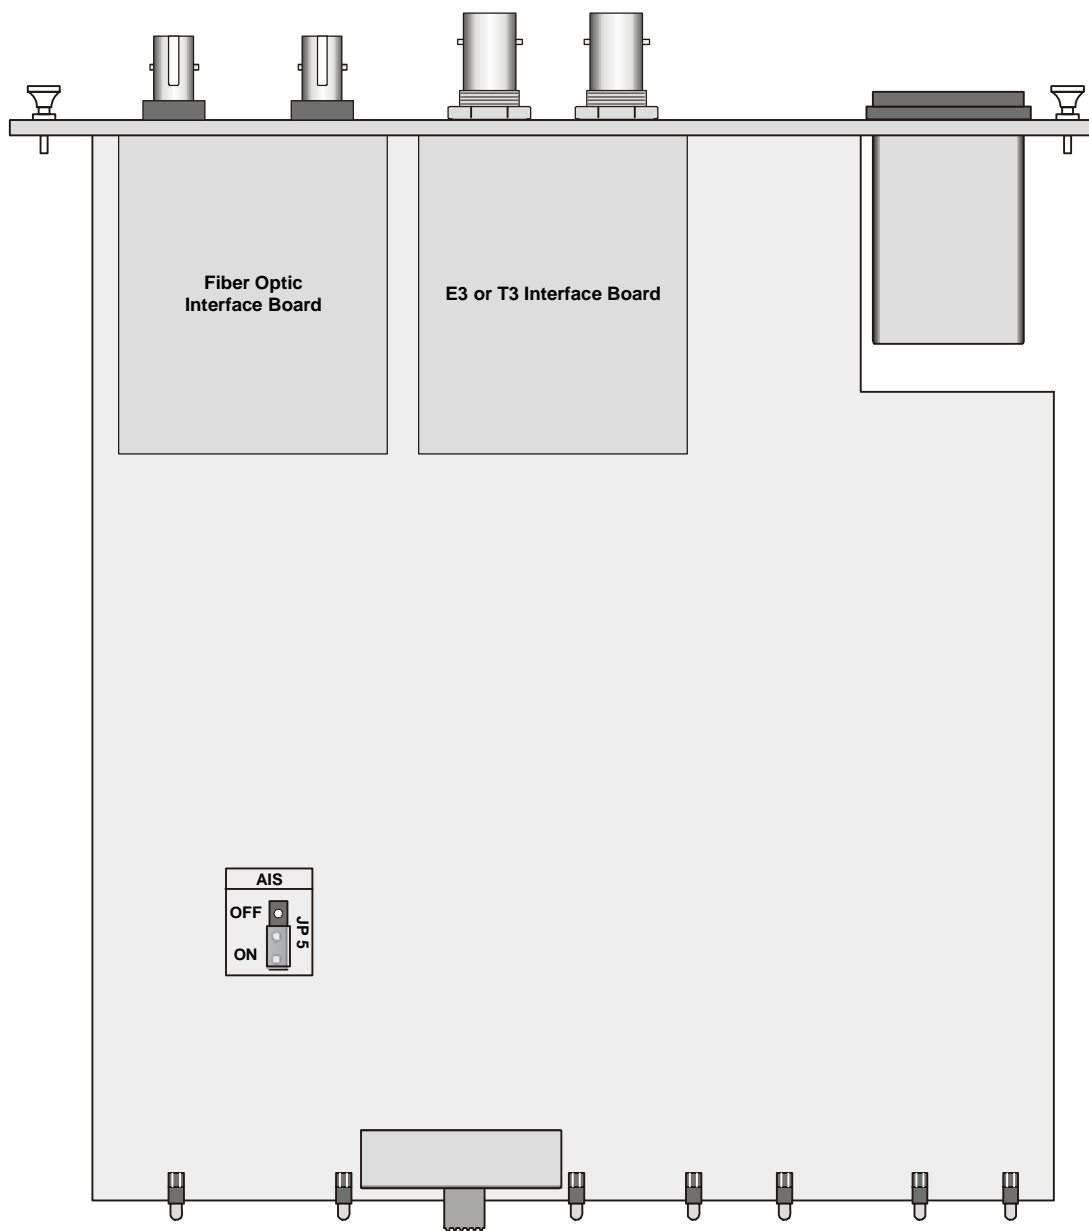 Fiber Optic
Interface Board
E3 or T3 Interface Board
AIS
OFF
JP 5
ON